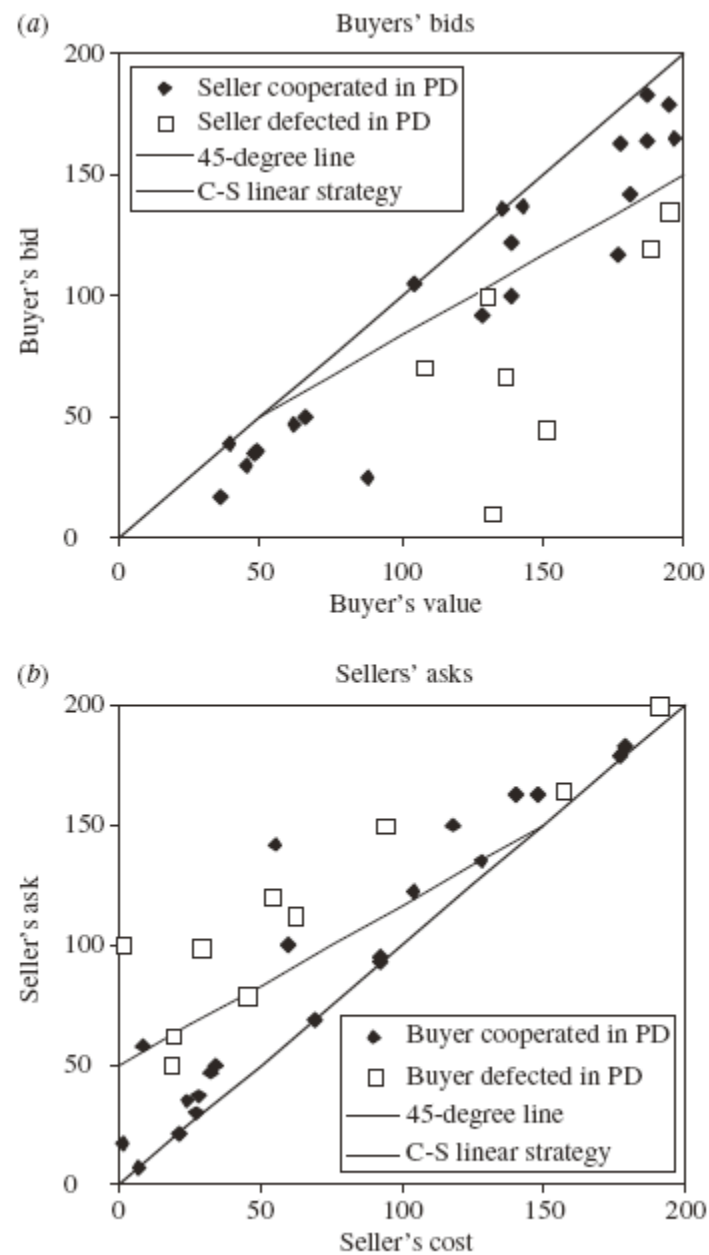 (a)
Buyers' bids
Seller cooperated in PD
Seller defected in PD
45-degree line
C-S linear strategy
200
150
100
50
0
Buyer's bid
0 50 100 150 200
Buyer's value
(b)
Sellers' asks
200
150
100
50
0
Seller's ask
Buyer cooperated in PD
Buyer defected in PD
45-degree line
C-S linear strategy
0 50 100 150 200
Seller's cost